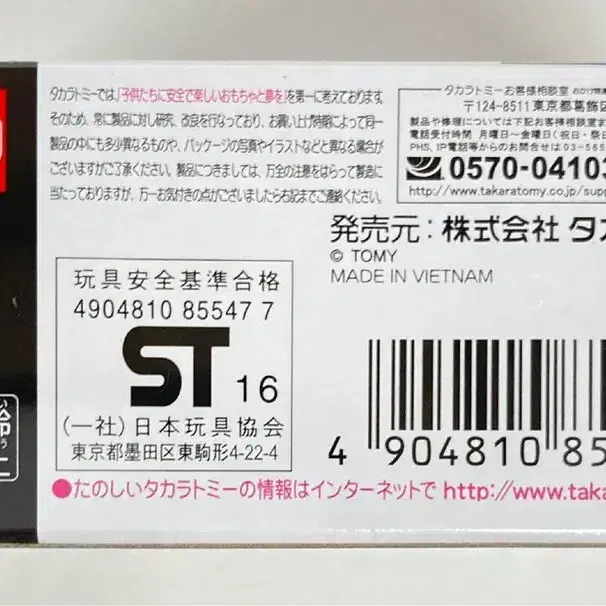 タカラトミーでは、「子供たちに安全で楽しいおもちゃと夢を」を第一に考えております。
そのため、常に製品に対し研究、改良を行なっており、お買い上げ時期によって同一
製品の中にも多少異なるものや、パッケージの写真やイラストなどと異なる場合が
ございますがご了承ください。製品につきましては、万全の注意をはらって製造に
当たっておりますが、万一お気付きの点がございましたら右記までご連絡ください。
タカラトミーお客様相談室 おかけ間違
〒124-8511 東京都葛飾区
製品や修理については下記お客様相談室
電話受付時間 月曜日~金曜日(祝日・祭日
PHS, IP電話等からのお問合せは 03-565
0570-04103
http://www.takaratomy.co.jp/supp
発売元:株式会社 タカ
© TOMY
MADE IN VIETNAM
玩具安全基準合格
4904810 85547 7
ST 16
(一社)日本玩具協会
東京都墨田区東駒形4-22-4
4 904810 85
●たのしいタカラトミーの情報はインターネットで http://www.taka